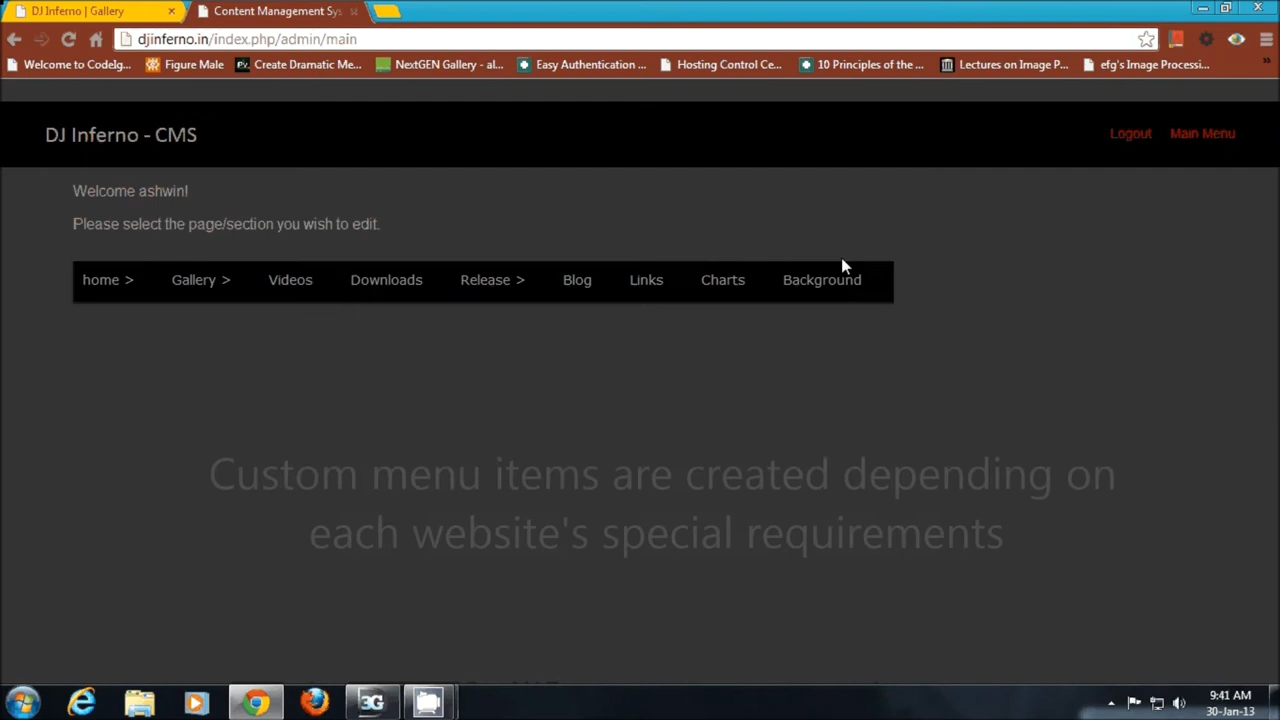 DJ Inferno | Gallery
Content Management Sy
djinferno.in/index.php/admin/main
Welcome to CodeIg... Figure Male Create Dramatic Me... NextGEN Gallery - al... Easy Authentication ... Hosting Control Ce... 10 Principles of the ... Lectures on Image P... efg's Image Processi... »
DJ Inferno - CMS
Logout Main Menu
Welcome ashwin!
Please select the page/section you wish to edit.
home > Gallery > Videos Downloads Release > Blog Links Charts Background
Custom menu items are created depending on
each website's special requirements
3G
9:41 AM
30-Jan-13